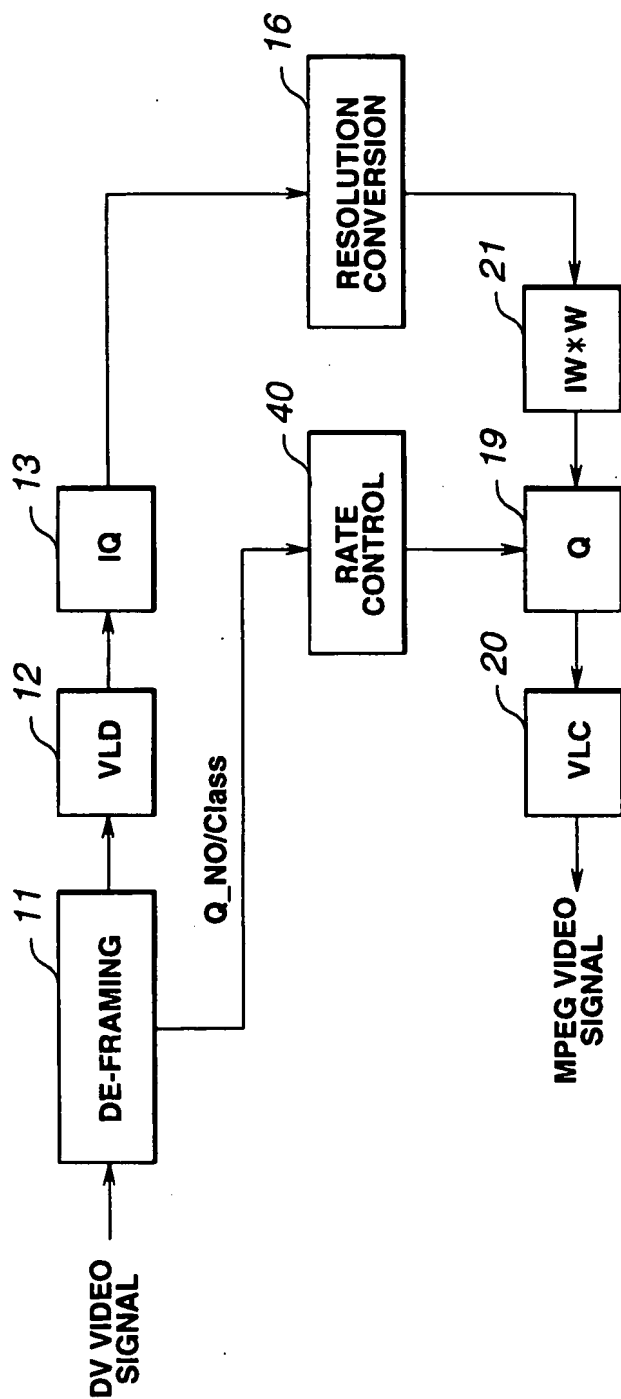 DV VIDEO
SIGNAL
11
DE-FRAMING
12
VLD
13
IQ
Q_NO/Class
40
RATE
CONTROL
16
RESOLUTION
CONVERSION
21
IW*W
19
Q
20
VLC
MPEG VIDEO
SIGNAL